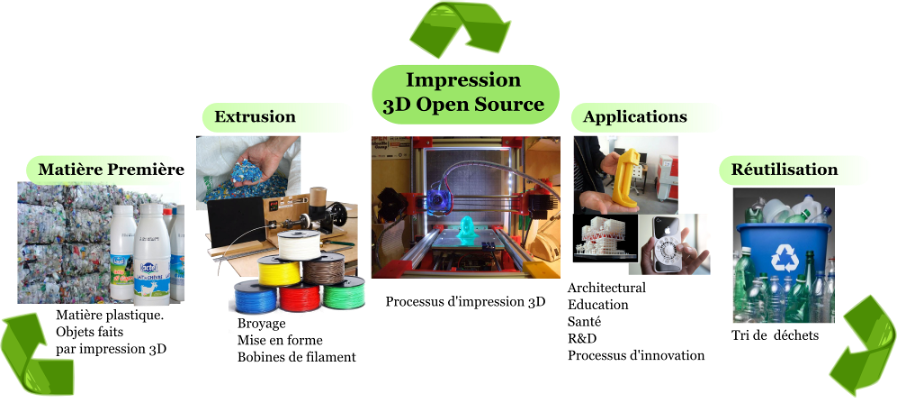 Impression
3D Open Source
Extrusion
Applications
Matière Première
Réutilisation
Processus d'impression 3D
Architectural
Education
Santé
R&D
Processus d'innovation
Matière plastique.
Objets faits
par impression 3D
Broyage
Mise en forme
Bobines de filament
Tri de déchets